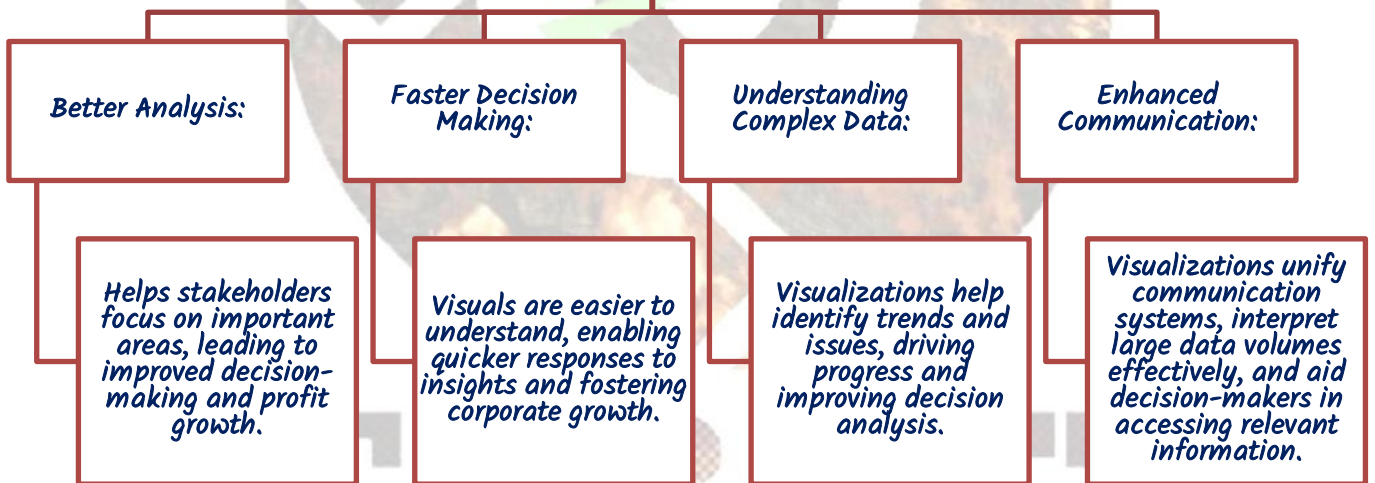 Better Analysis:
Faster Decision
Making:
Understanding
Complex Data:
Enhanced
Communication:
Helps stakeholders
focus on important
areas, leading to
improved decision-
making and profit
growth.
Visuals are easier to
understand, enabling
quicker responses to
insights and fostering
corporate growth.
Visualizations help
identify trends and
issues, driving
progress and
improving decision
analysis.
Visualizations unify
communication
systems, interpret
large data volumes
effectively, and aid
decision-makers in
accessing relevant
information.